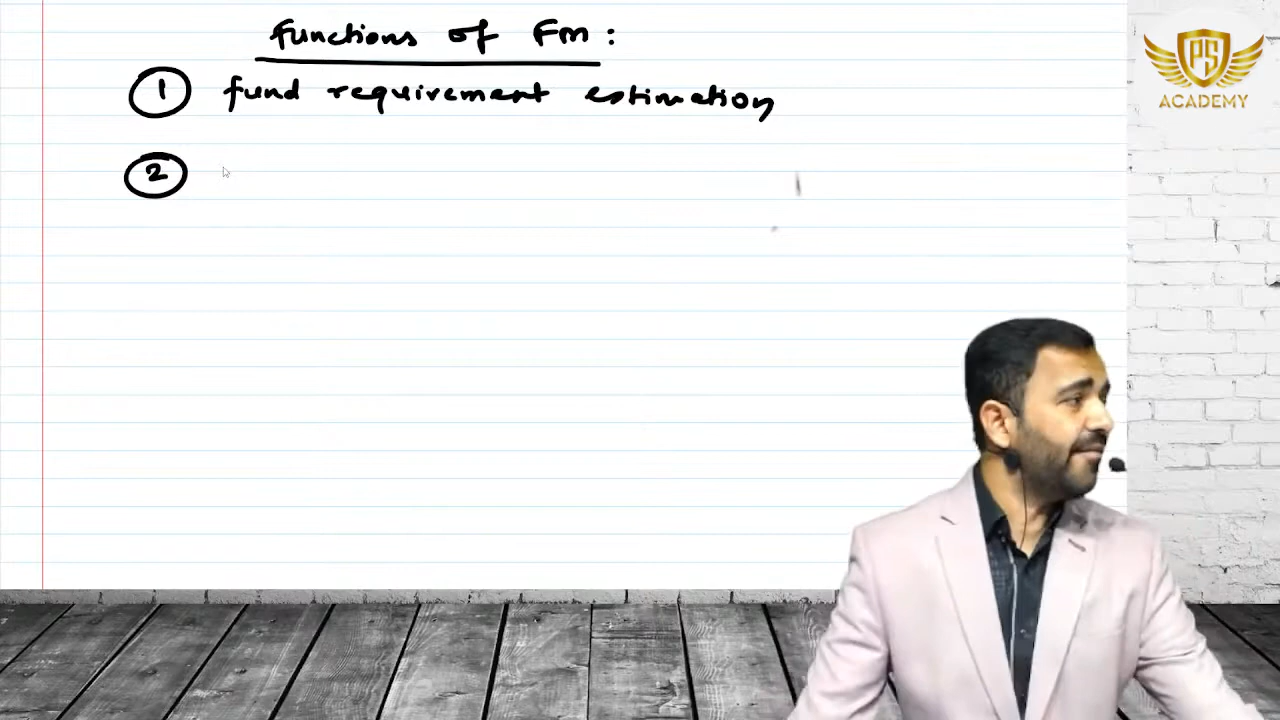 Functions of Fm :
1 fund requirement estimation
2
PS
ACADEMY